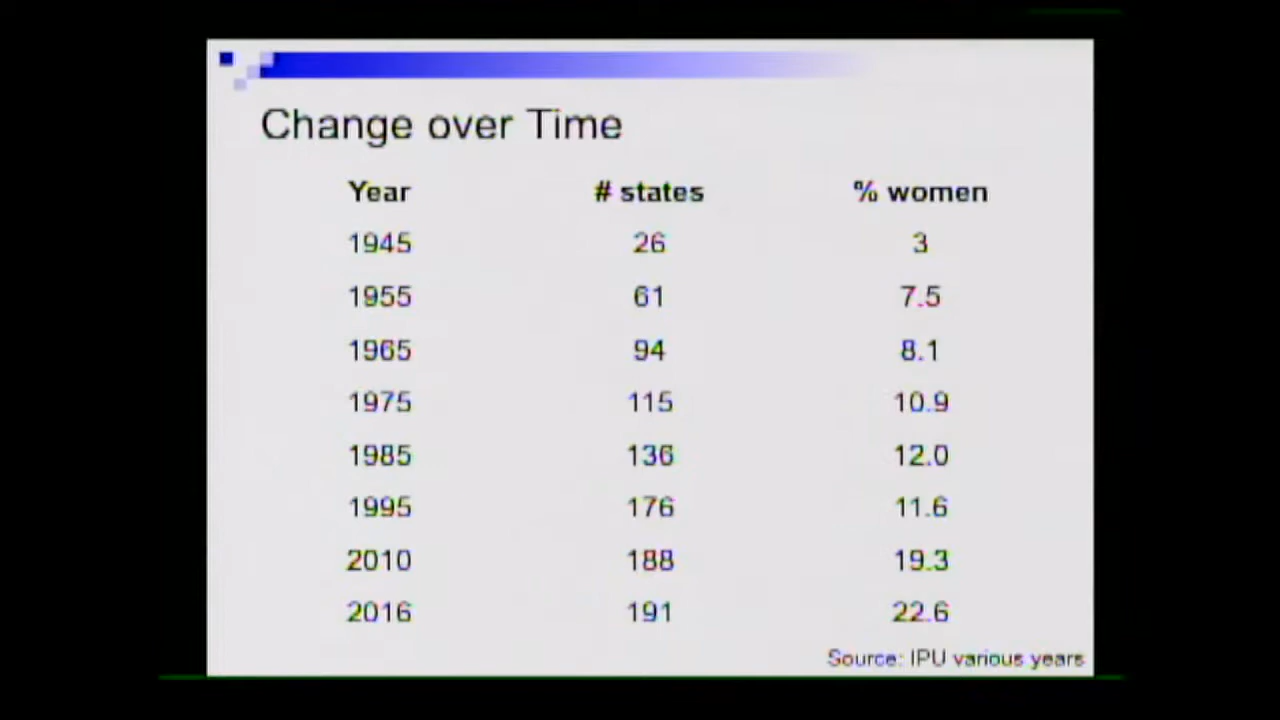 Change over Time
Year # states % women
1945 26 3
1955 61 7.5
1965 94 8.1
1975 115 10.9
1985 136 12.0
1995 176 11.6
2010 188 19.3
2016 191 22.6
Source: IPU various years